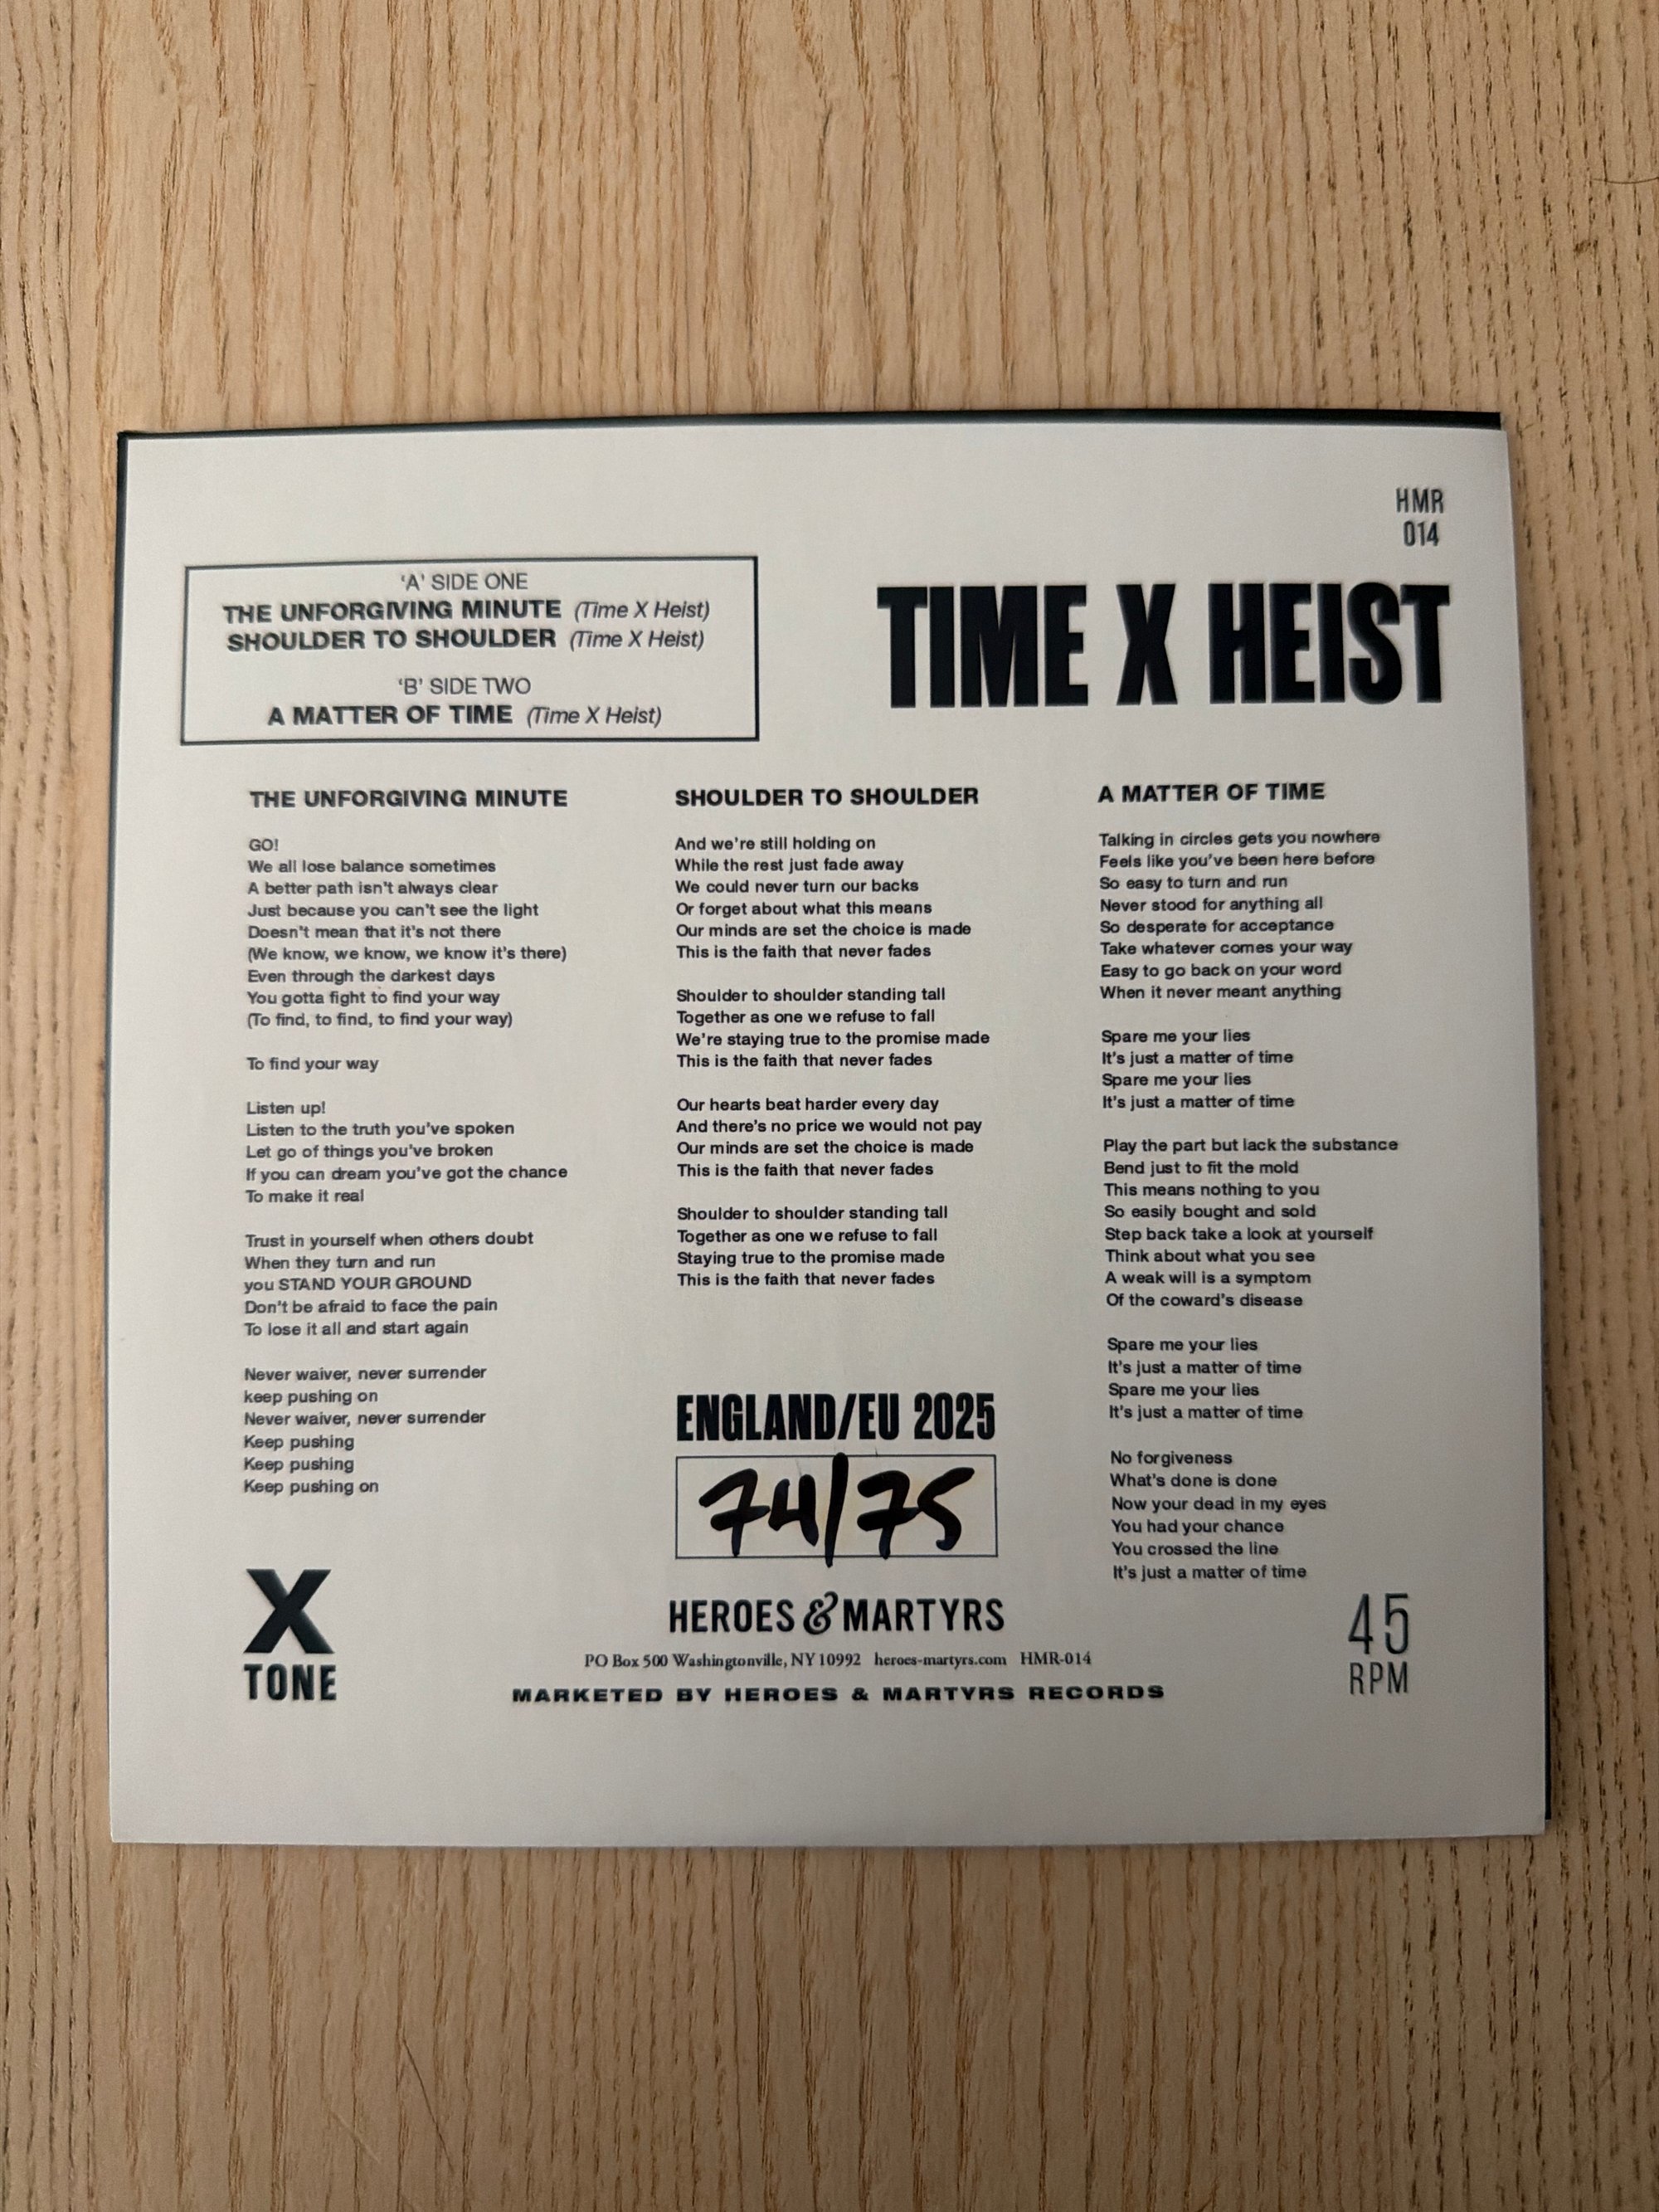 HMR
014
'A' SIDE ONE
THE UNFORGIVING MINUTE (Time X Heist)
SHOULDER TO SHOULDER (Time X Heist)
'B' SIDE TWO
A MATTER OF TIME (Time X Heist)
TIME X HEIST
THE UNFORGIVING MINUTE
GO!
We all lose balance sometimes
A better path isn't always clear
Just because you can't see the light
Doesn't mean that it's not there
(We know, we know, we know it's there)
Even through the darkest days
You gotta fight to find your way
(To find, to find, to find your way)
To find your way
Listen up!
Listen to the truth you've spoken
Let go of things you've broken
If you can dream you've got the chance
To make it real
Trust in yourself when others doubt
When they turn and run
you STAND YOUR GROUND
Don't be afraid to face the pain
To lose it all and start again
Never waiver, never surrender
keep pushing on
Never waiver, never surrender
Keep pushing
Keep pushing
Keep pushing on
SHOULDER TO SHOULDER
And we're still holding on
While the rest just fade away
We could never turn our backs
Or forget about what this means
Our minds are set the choice is made
This is the faith that never fades
Shoulder to shoulder standing tall
Together as one we refuse to fall
We're staying true to the promise made
This is the faith that never fades
Our hearts beat harder every day
And there's no price we would not pay
Our minds are set the choice is made
This is the faith that never fades
Shoulder to shoulder standing tall
Together as one we refuse to fall
Staying true to the promise made
This is the faith that never fades
A MATTER OF TIME
Talking in circles gets you nowhere
Feels like you've been here before
So easy to turn and run
Never stood for anything all
So desperate for acceptance
Take whatever comes your way
Easy to go back on your word
When it never meant anything
Spare me your lies
It's just a matter of time
Spare me your lies
It's just a matter of time
Play the part but lack the substance
Bend just to fit the mold
This means nothing to you
So easily bought and sold
Step back take a look at yourself
Think about what you see
A weak will is a symptom
Of the coward's disease
Spare me your lies
It's just a matter of time
Spare me your lies
It's just a matter of time
No forgiveness
What's done is done
Now your dead in my eyes
You had your chance
You crossed the line
It's just a matter of time
ENGLAND/EU 2025
74/75
X
TONE
HEROES & MARTYRS
PO Box 500 Washingtonville, NY 10992 heroes-martyrs.com HMR-014
MARKETED BY HEROES & MARTYRS RECORDS
45
RPM